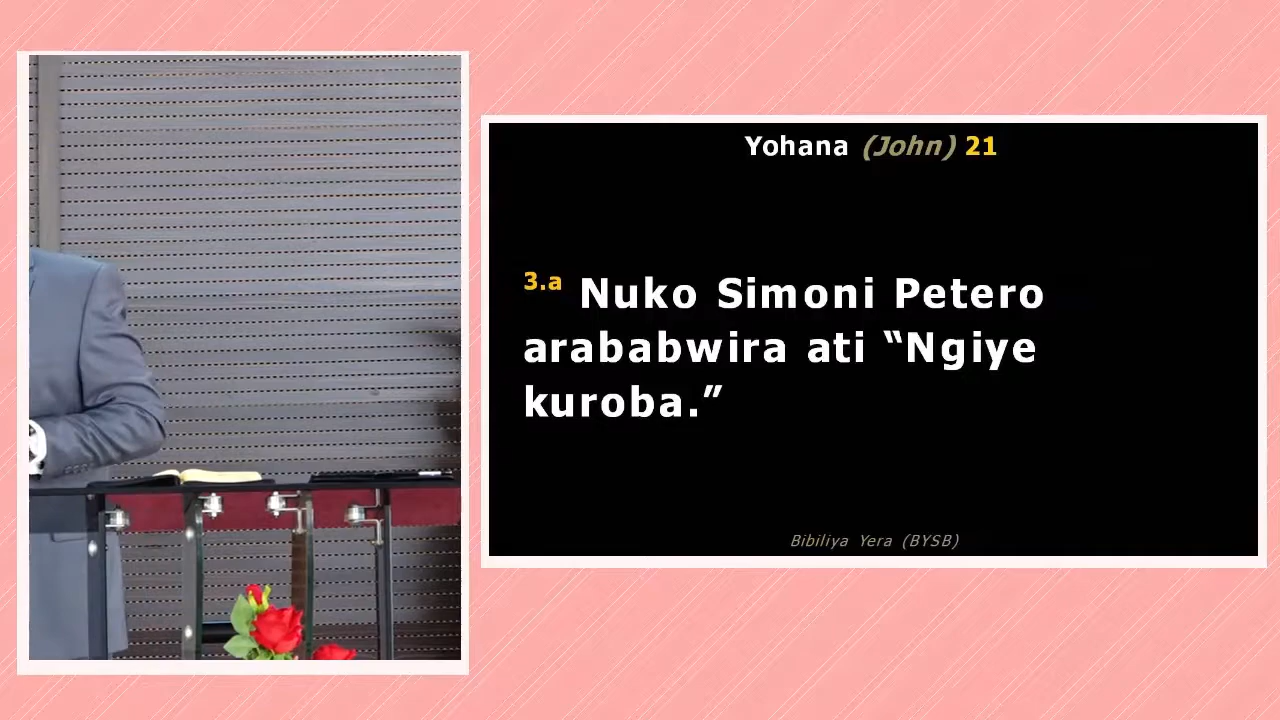 Yohana (John) 21
3.a Nuko Simoni Petero
arababwira ati “Ngiye
kuroba.”
Bibiliya Yera (BYSB)